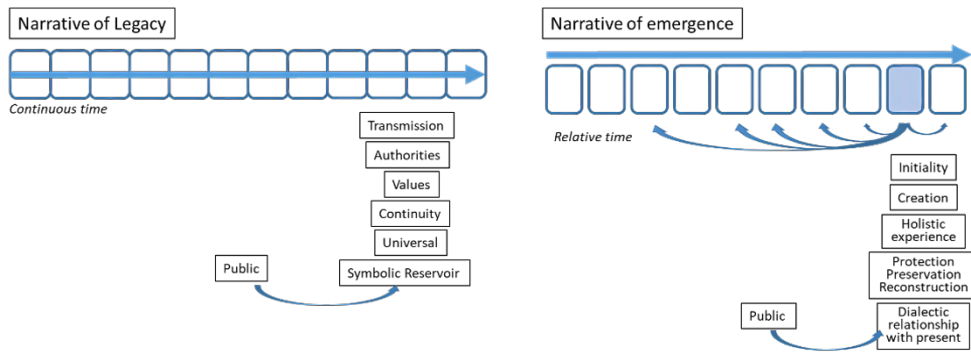 Narrative of Legacy
Continuous time
Transmission
Authorities
Values
Continuity
Universal
Public
Symbolic Reservoir
Narrative of emergence
Relative time
Initiality
Creation
Holistic
experience
Protection
Preservation
Reconstruction
Public
Dialectic
relationship
with present